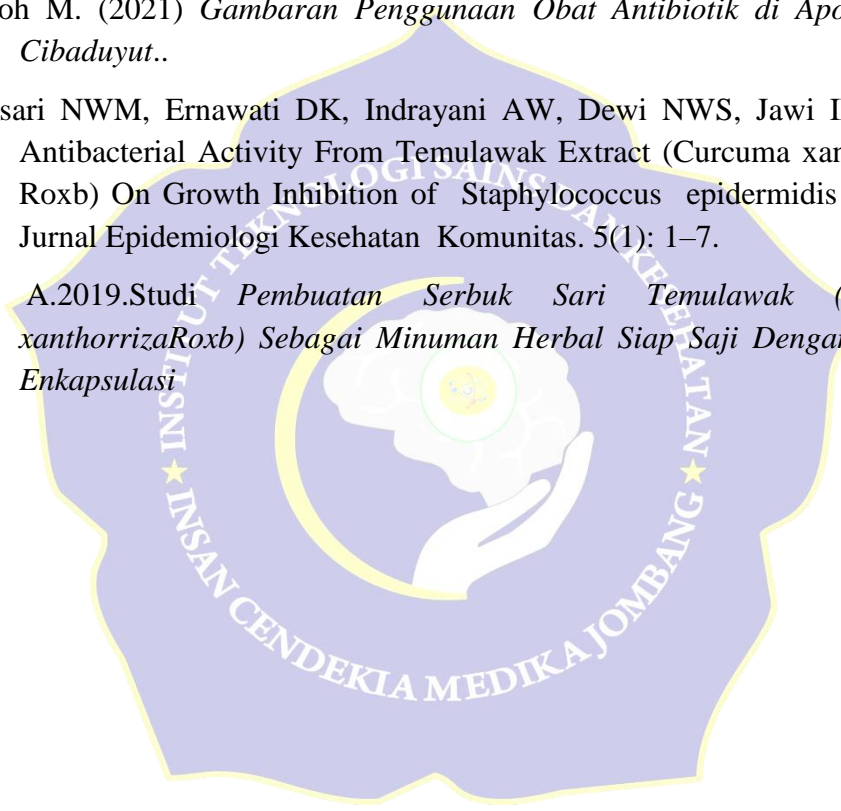 oh M. (2021) Gambaran Penggunaan Obat Antibiotik di Apo
Cibaduyut..
sari NWM, Ernawati DK, Indrayani AW, Dewi NWS, Jawi I
Antibacterial Activity From Temulawak Extract (Curcuma xan
Roxb) On Growth Inhibition of Staphylococcus epidermidis
Jurnal Epidemiologi Kesehatan Komunitas. 5(1): 1–7.
A.2019.Studi Pembuatan Serbuk Sari Temulawak (
xanthorrizaRoxb) Sebagai Minuman Herbal Siap Saji Dengan
Enkapsulasi
INSTITUT TEKNOLOGI SAINS DAN KESEHATAN
INSAN CENDEKIA MEDIKA JOMBANG